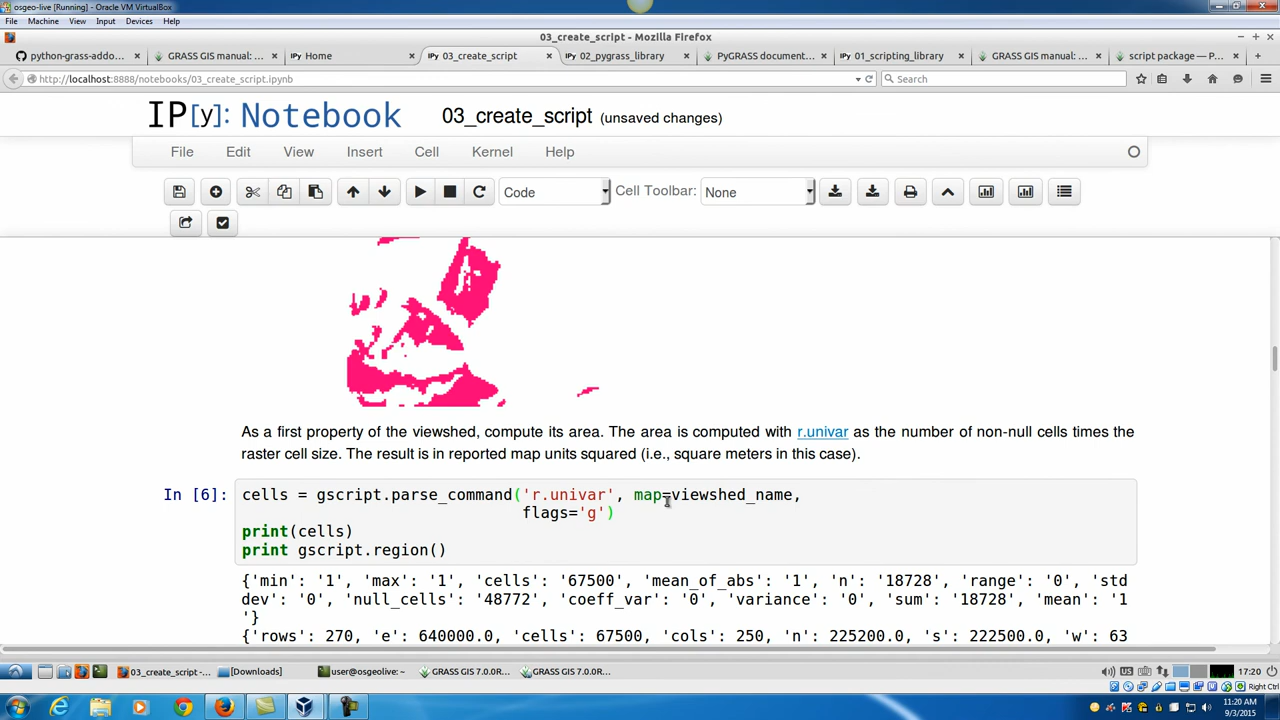 osgeo-live [Running] - Oracle VM VirtualBox
File Machine View Input Devices Help
03_create_script - Mozilla Firefox
python-grass-addo... GRASS GIS manual: ... IP[y]: Home IP[y]: 03_create_script IP[y]: 02_pygrass_library PyGRASS document... IP[y]: 01_scripting_library GRASS GIS manual: ... script package — P...
http://localhost:8888/notebooks/03_create_script.ipynb Search
IP[y]: Notebook 03_create_script (unsaved changes)
File Edit View Insert Cell Kernel Help
Code Cell Toolbar: None
As a first property of the viewshed, compute its area. The area is computed with r.univar as the number of non-null cells times the
raster cell size. The result is in reported map units squared (i.e., square meters in this case).
In [6]: cells = gscript.parse_command('r.univar', map=viewshed_name,
flags='g')
print(cells)
print gscript.region()
{'min': '1', 'max': '1', 'cells': '67500', 'mean_of_abs': '1', 'n': '18728', 'range': '0', 'std
dev': '0', 'null_cells': '48772', 'coeff_var': '0', 'variance': '0', 'sum': '18728', 'mean': '1
'}
{'rows': 270, 'e': 640000.0, 'cells': 67500, 'cols': 250, 'n': 225200.0, 's': 222500.0, 'w': 63
03_create_script -... [Downloads] user@osgeolive: ~ GRASS GIS 7.0.0R... GRASS GIS 7.0.0R... US 17:20
Right Ctrl
11:20 AM
9/3/2015